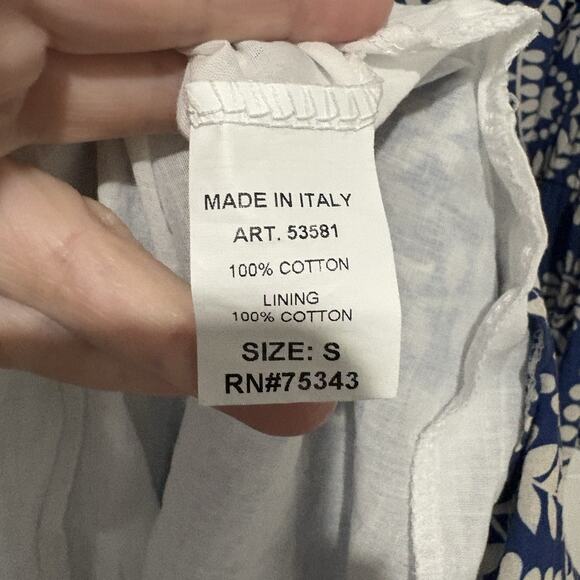 MADE IN ITALY
ART. 53581
100% COTTON
LINING
100% COTTON
SIZE: S
RN#75343